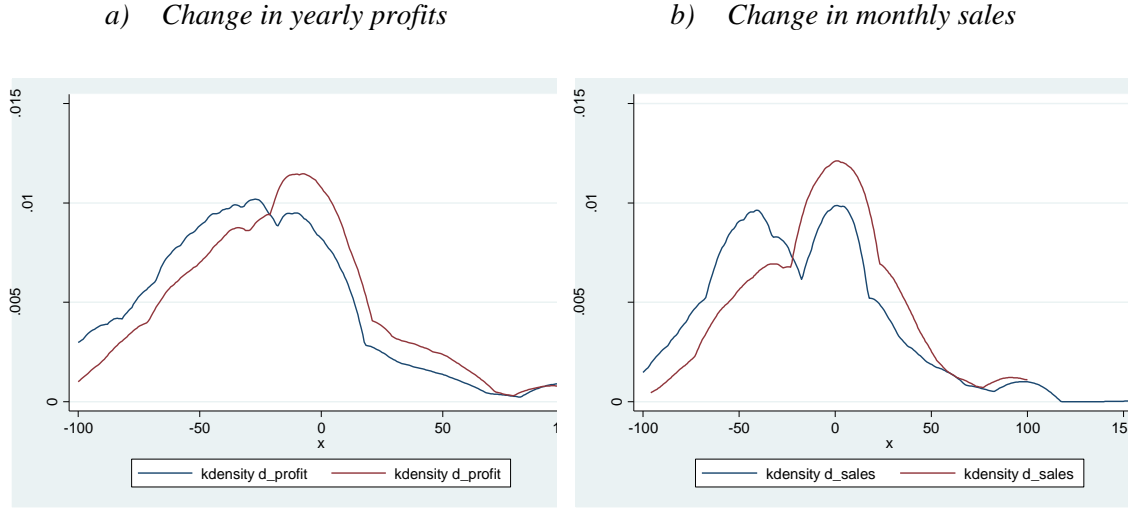 a) Change in yearly profits
b) Change in monthly sales
.015
.01
.005
0
-100
-50
0
50
1
x
kdensity d_profit
kdensity d_profit
.015
.01
.005
0
-100
-50
0
50
100
15
x
kdensity d_sales
kdensity d_sales